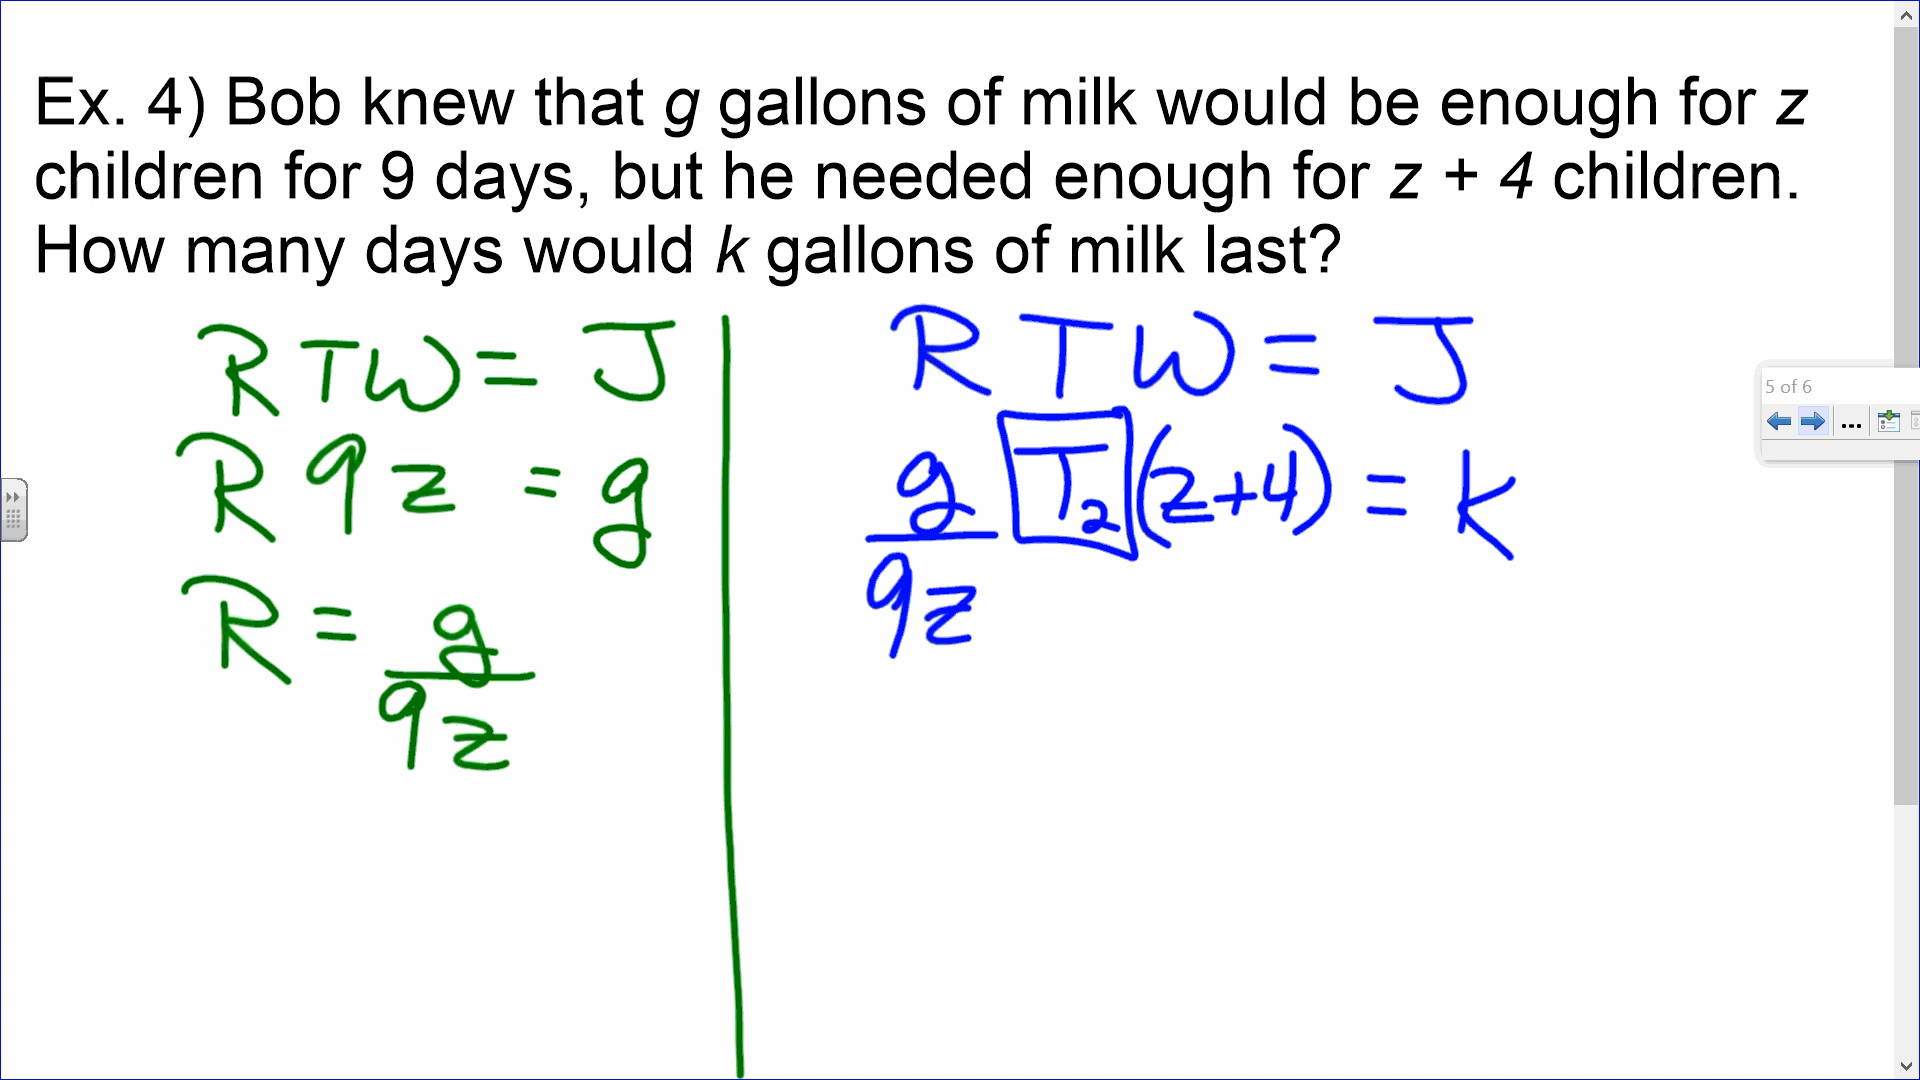 Ex. 4) Bob knew that g gallons of milk would be enough for z
children for 9 days, but he needed enough for z + 4 children.
How many days would k gallons of milk last?
RTW = J
R 9 z = g
R = g
9z
R T W = J
g T₂ (z+4) = k
9z
5 of 6
...